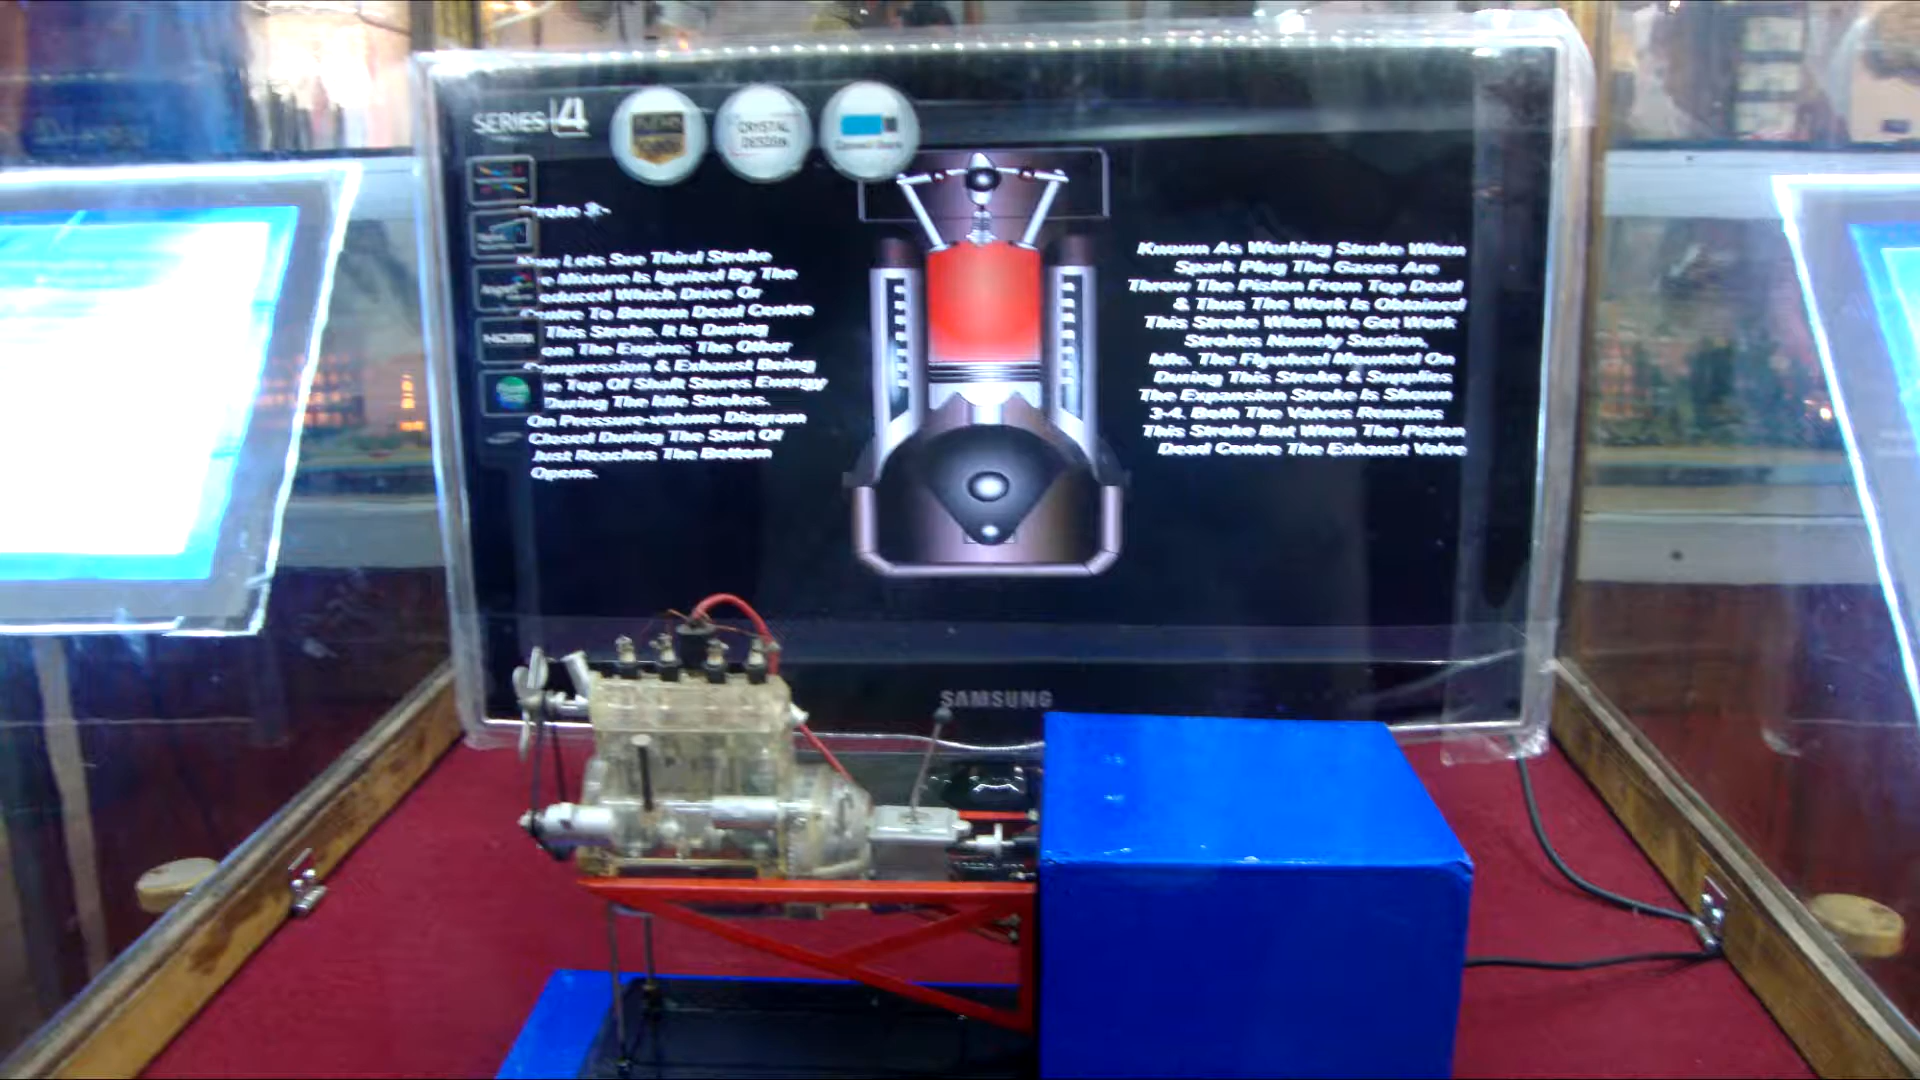 SERIES 4
CRYSTAL
DESIGN
Stroke 3:-
Now Lets See Third Stroke Known As Working Stroke When
Mixture Is Ignited By The Spark Plug The Gases Are
Which Drive Or Throw The Piston From Top Dead
Centre To Bottom Dead Centre & Thus The Work Is Obtained
This Stroke. It Is During This Stroke When We Get Work
The Engine; The Other Strokes Namely Suction,
Compression & Exhaust Being Idle. The Flywheel Mounted On
Top Of Shaft Stores Energy During This Stroke & Supplies
During The Idle Strokes. The Expansion Stroke Is Shown
On Pressure-volume Diagram 3-4. Both The Valves Remains
Closed During The Start Of This Stroke But When The Piston
Just Reaches The Bottom Dead Centre The Exhaust Valve
Opens.
HDMI
SAMSUNG